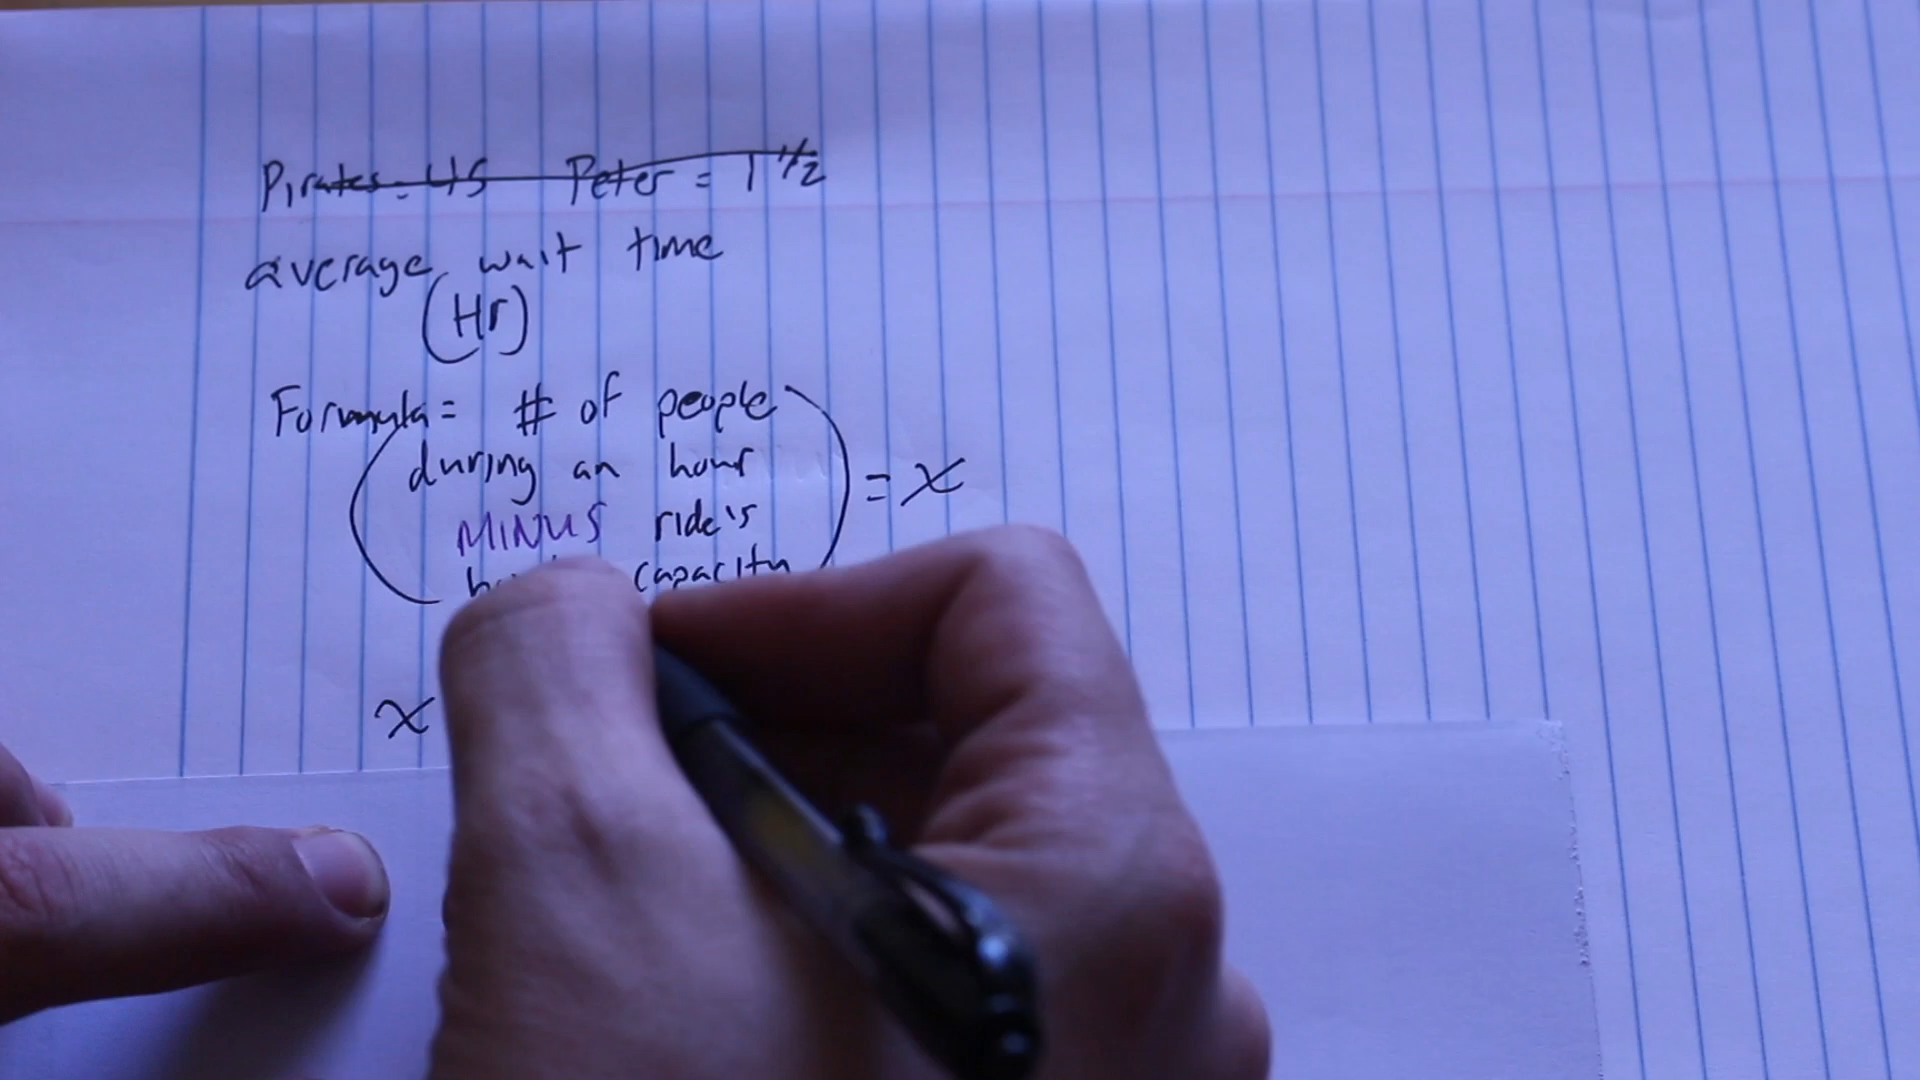 Pirates = 45 Peter = 1 1/2
average wait time
(Hr)
Formula = # of people
during an hour
MINUS ride's
capacity
= x
x